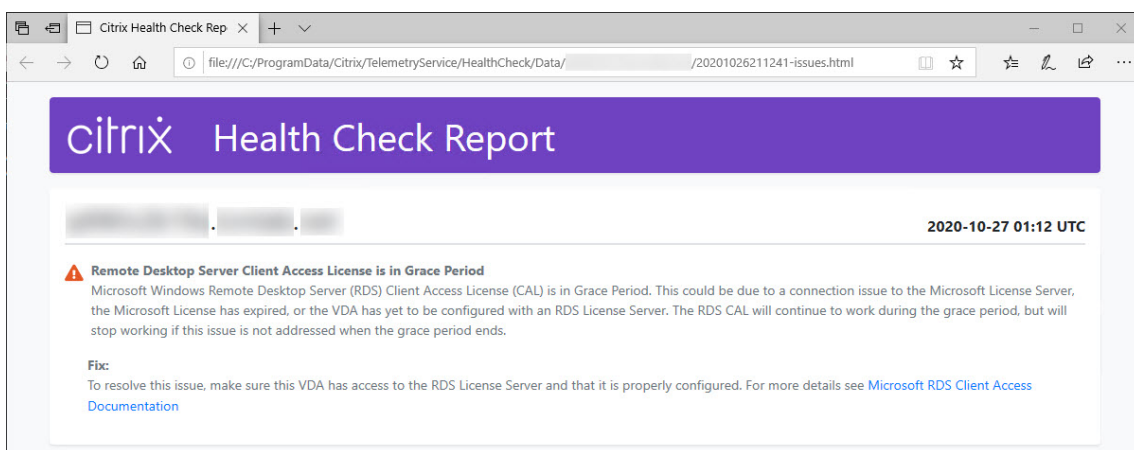 Citrix Health Check Rep
file:///C:/ProgramData/Citrix/TelemetryService/HealthCheck/Data/ /20201026211241-issues.html
citrix Health Check Report
2020-10-27 01:12 UTC
Remote Desktop Server Client Access License is in Grace Period
Microsoft Windows Remote Desktop Server (RDS) Client Access License (CAL) is in Grace Period. This could be due to a connection issue to the Microsoft License Server,
the Microsoft License has expired, or the VDA has yet to be configured with an RDS License Server. The RDS CAL will continue to work during the grace period, but will
stop working if this issue is not addressed when the grace period ends.
Fix:
To resolve this issue, make sure this VDA has access to the RDS License Server and that it is properly configured. For more details see Microsoft RDS Client Access
Documentation